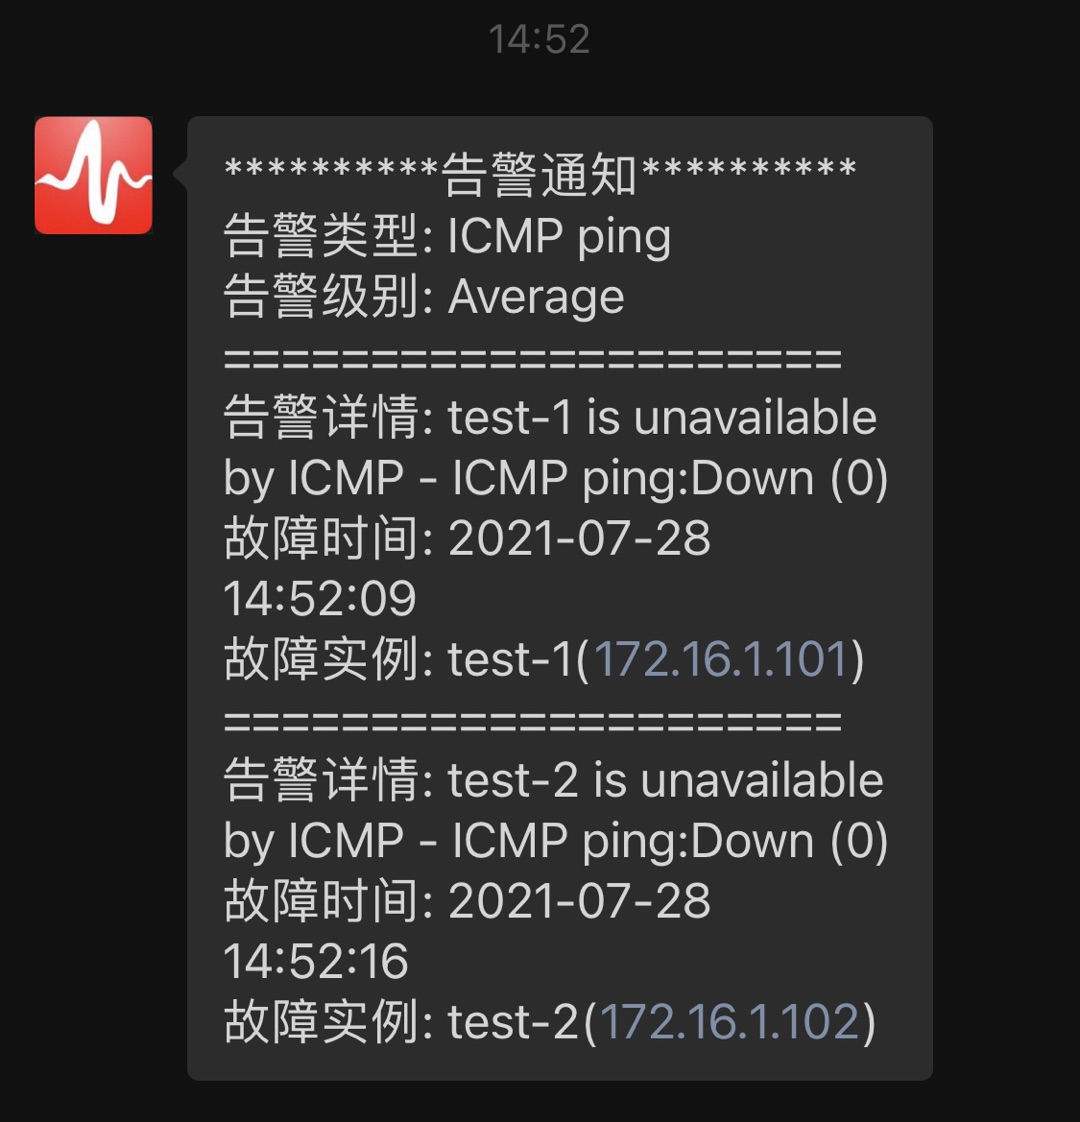 14:52
**********告警通知**********
告警类型: ICMP ping
告警级别: Average
=====================
告警详情: test-1 is unavailable
by ICMP - ICMP ping:Down (0)
故障时间: 2021-07-28
14:52:09
故障实例: test-1(172.16.1.101)
=====================
告警详情: test-2 is unavailable
by ICMP - ICMP ping:Down (0)
故障时间: 2021-07-28
14:52:16
故障实例: test-2(172.16.1.102)